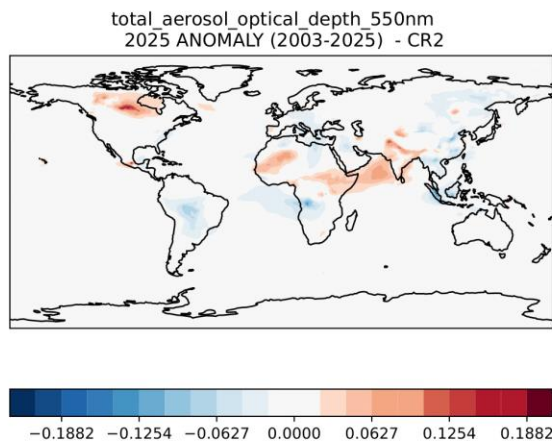 total_aerosol_optical_depth_550nm
2025 ANOMALY (2003-2025)  - CR2
−0.1882 −0.1254 −0.0627 0.0000 0.0627 0.1254 0.1882